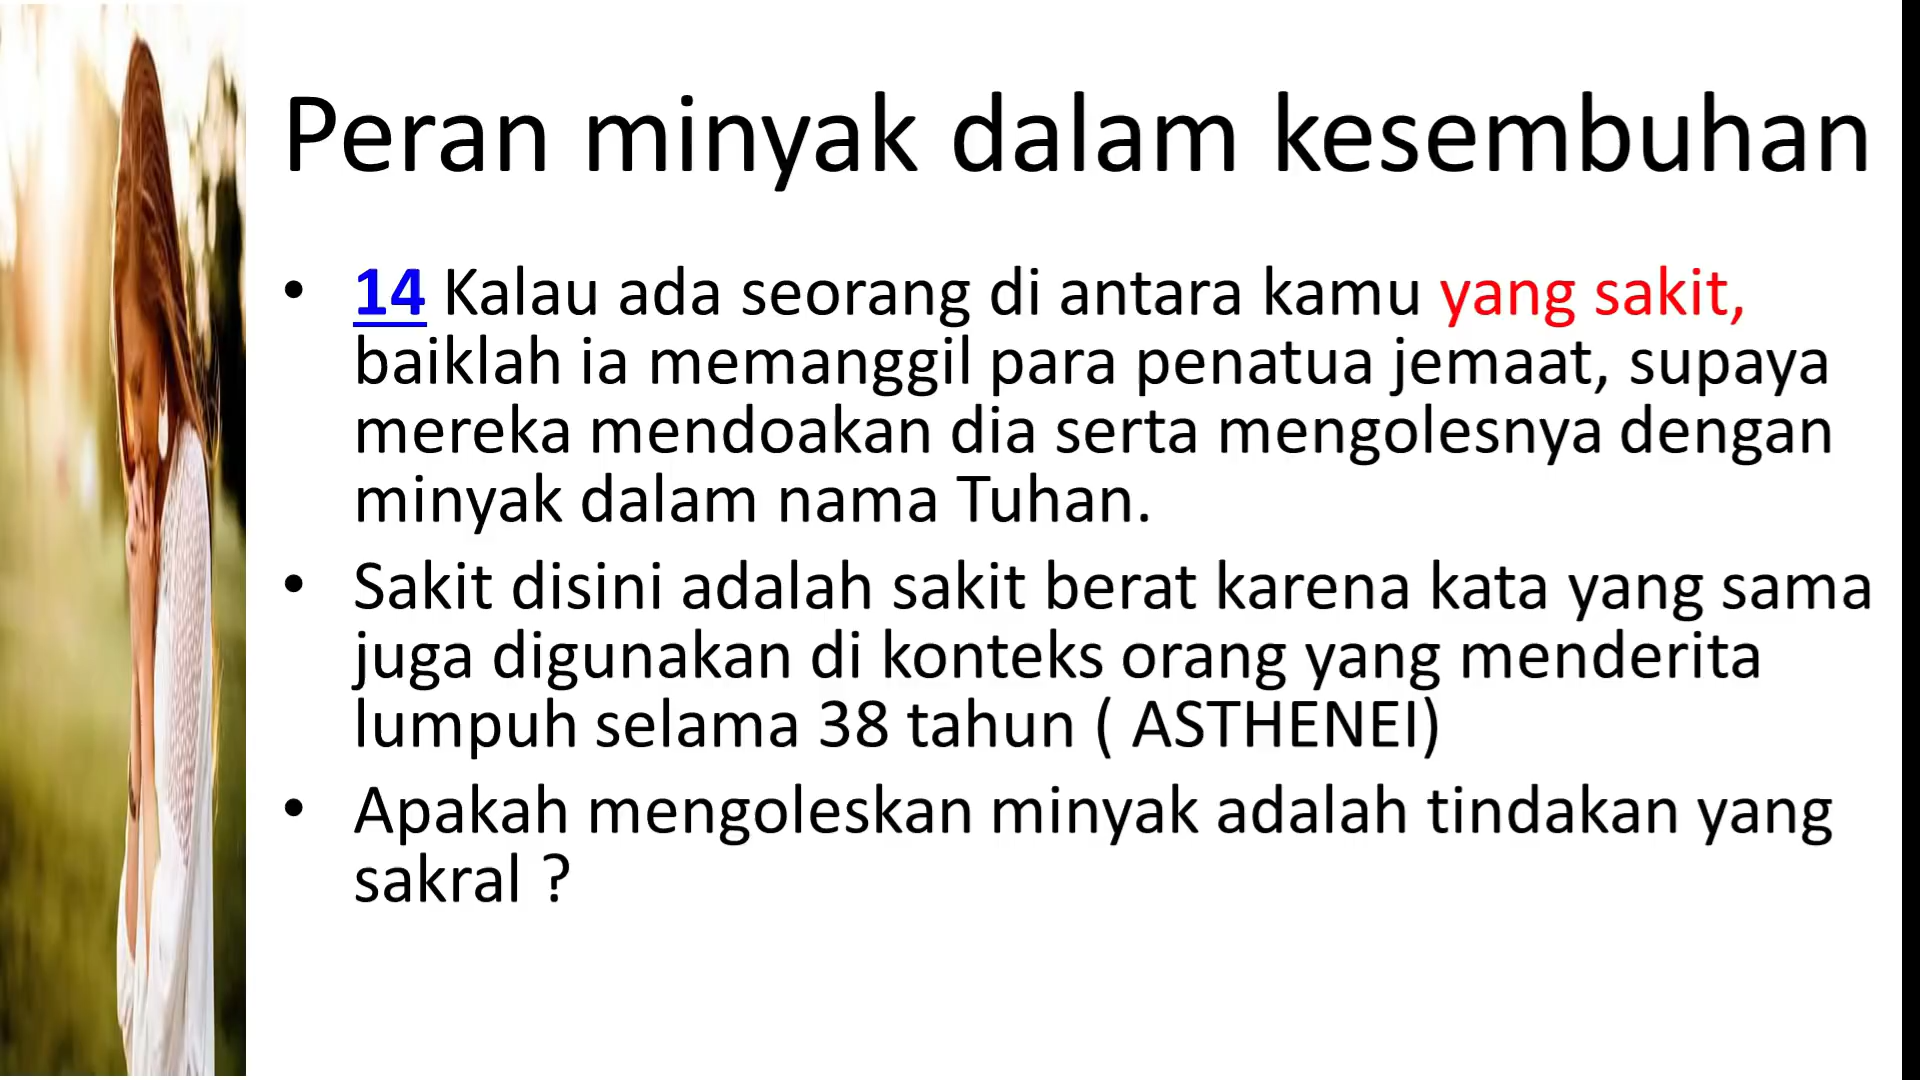 Peran minyak dalam kesembuhan
• 14 Kalau ada seorang di antara kamu yang sakit,
baiklah ia memanggil para penatua jemaat, supaya
mereka mendoakan dia serta mengolesnya dengan
minyak dalam nama Tuhan.
• Sakit disini adalah sakit berat karena kata yang sama
juga digunakan di konteks orang yang menderita
lumpuh selama 38 tahun ( ASTHENEI)
• Apakah mengoleskan minyak adalah tindakan yang
sakral ?